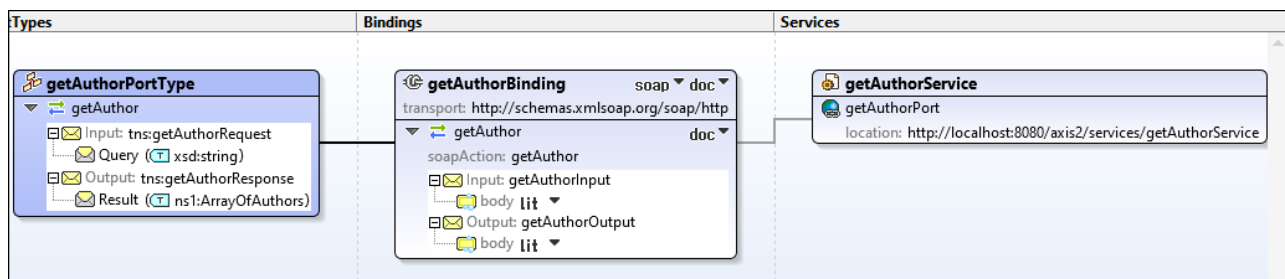 tTypes
Bindings
Services
getAuthorPortType
getAuthor
Input: tns:getAuthorRequest
Query (T xsd:string)
Output: tns:getAuthorResponse
Result (T ns1:ArrayOfAuthors)
getAuthorBinding soap doc
transport: http://schemas.xmlsoap.org/soap/http
getAuthor doc
soapAction: getAuthor
Input: getAuthorInput
body lit
Output: getAuthorOutput
body lit
getAuthorService
getAuthorPort
location: http://localhost:8080/axis2/services/getAuthorService